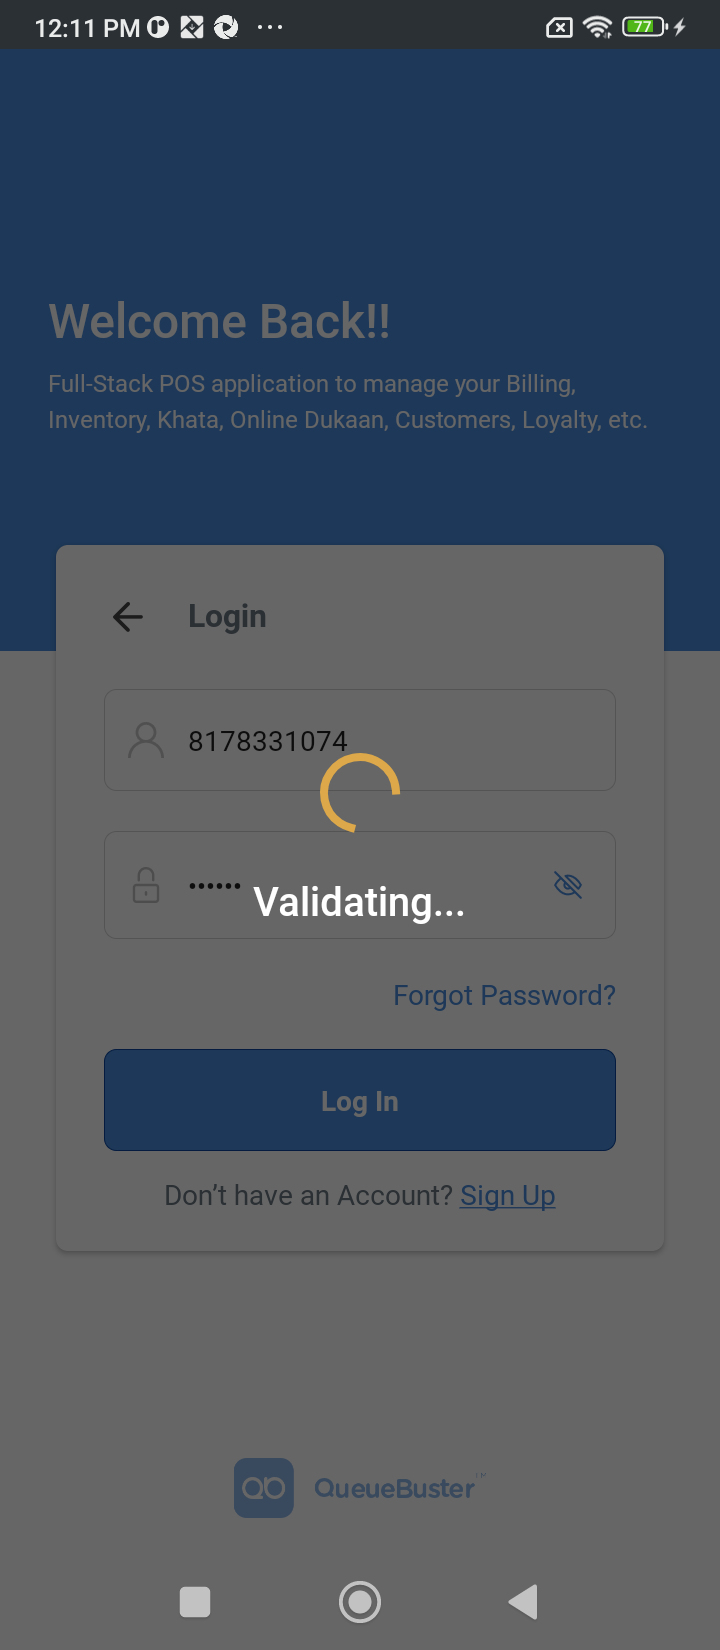 12:11 PM
77
Welcome Back!!
Full-Stack POS application to manage your Billing,
Inventory, Khata, Online Dukaan, Customers, Loyalty, etc.
Login
8178331074
••••••
Validating...
Forgot Password?
Log In
Don’t have an Account? Sign Up
QueueBuster™